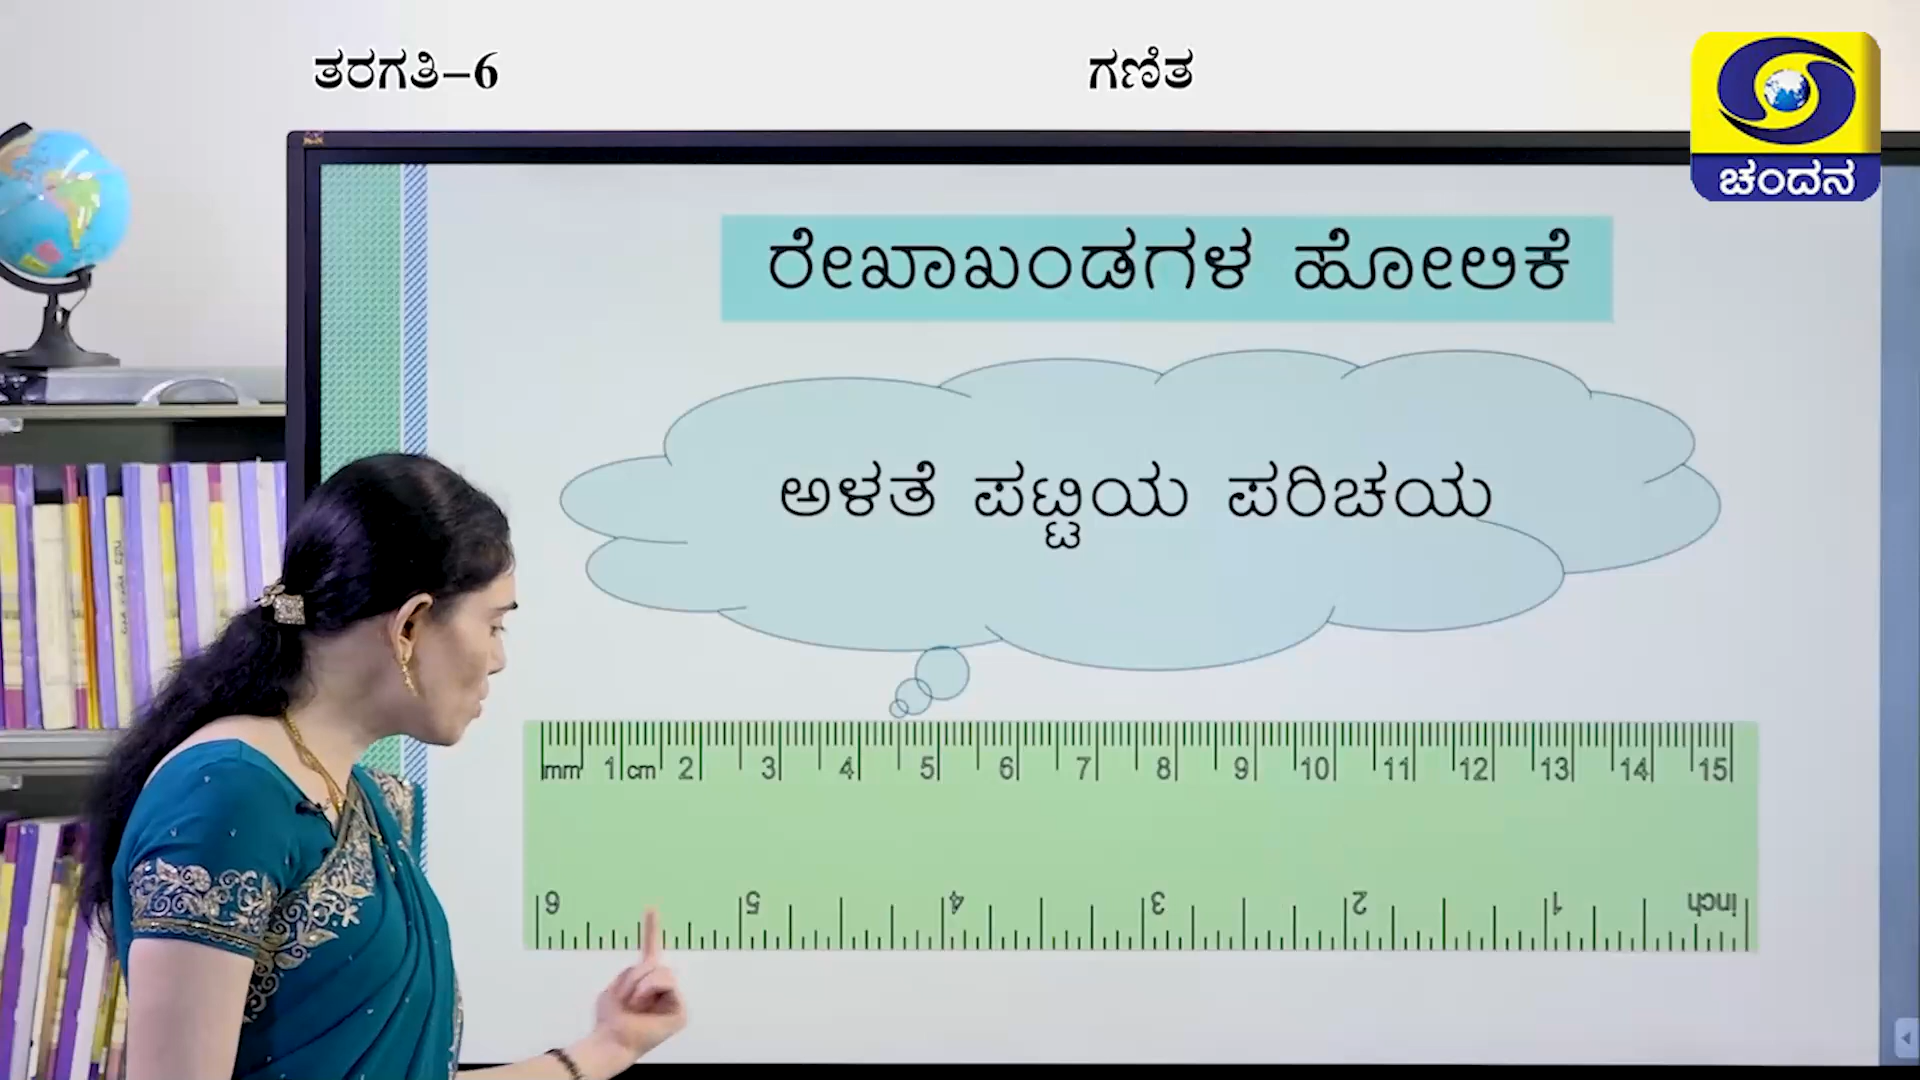 ತರಗತಿ–6
ಗಣಿತ
ಚಂದನ
ರೇಖಾಖಂಡಗಳ ಹೋಲಿಕೆ
ಅಳತೆ ಪಟ್ಟಿಯ ಪರಿಚಯ
mm 1 cm 2 3 4 5 6 7 8 9 10 11 12 13 14 15
6 5 4 3 2 1 inch